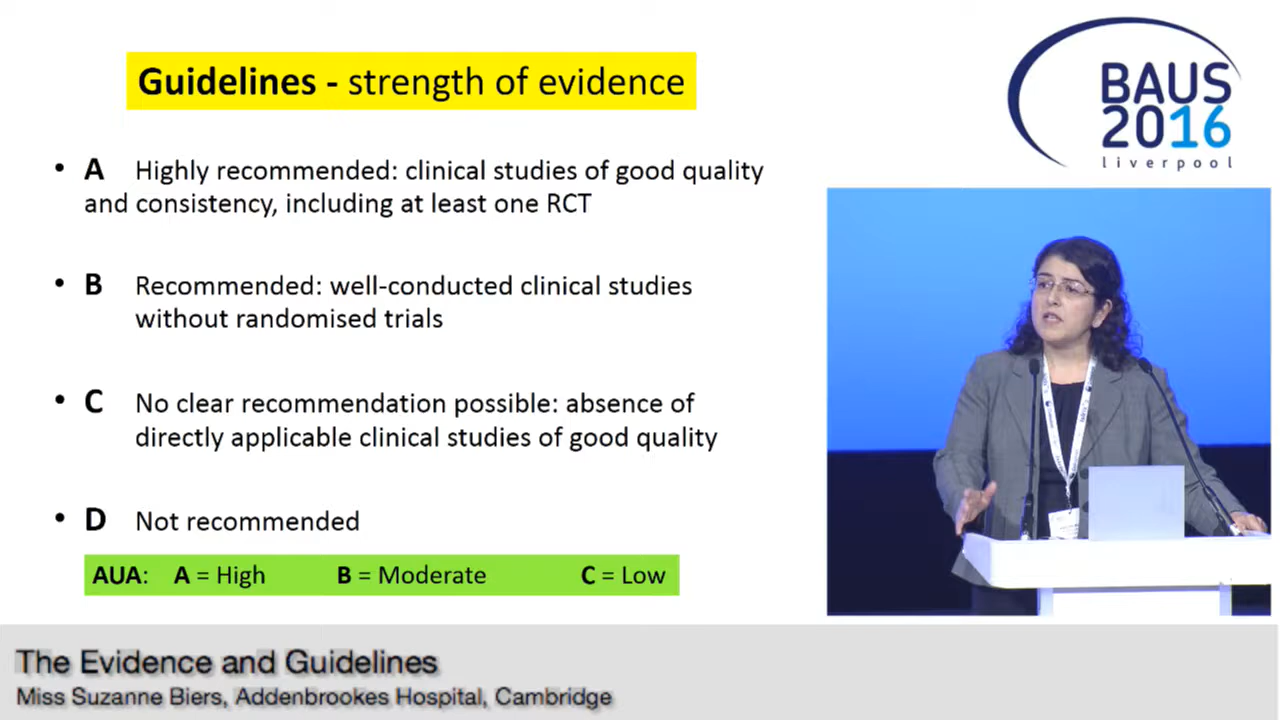 Guidelines - strength of evidence
• A Highly recommended: clinical studies of good quality
and consistency, including at least one RCT
• B Recommended: well-conducted clinical studies
without randomised trials
• C No clear recommendation possible: absence of
directly applicable clinical studies of good quality
• D Not recommended
AUA: A = High B = Moderate C = Low
BAUS
2016
liverpool
The Evidence and Guidelines
Miss Suzanne Biers, Addenbrookes Hospital, Cambridge